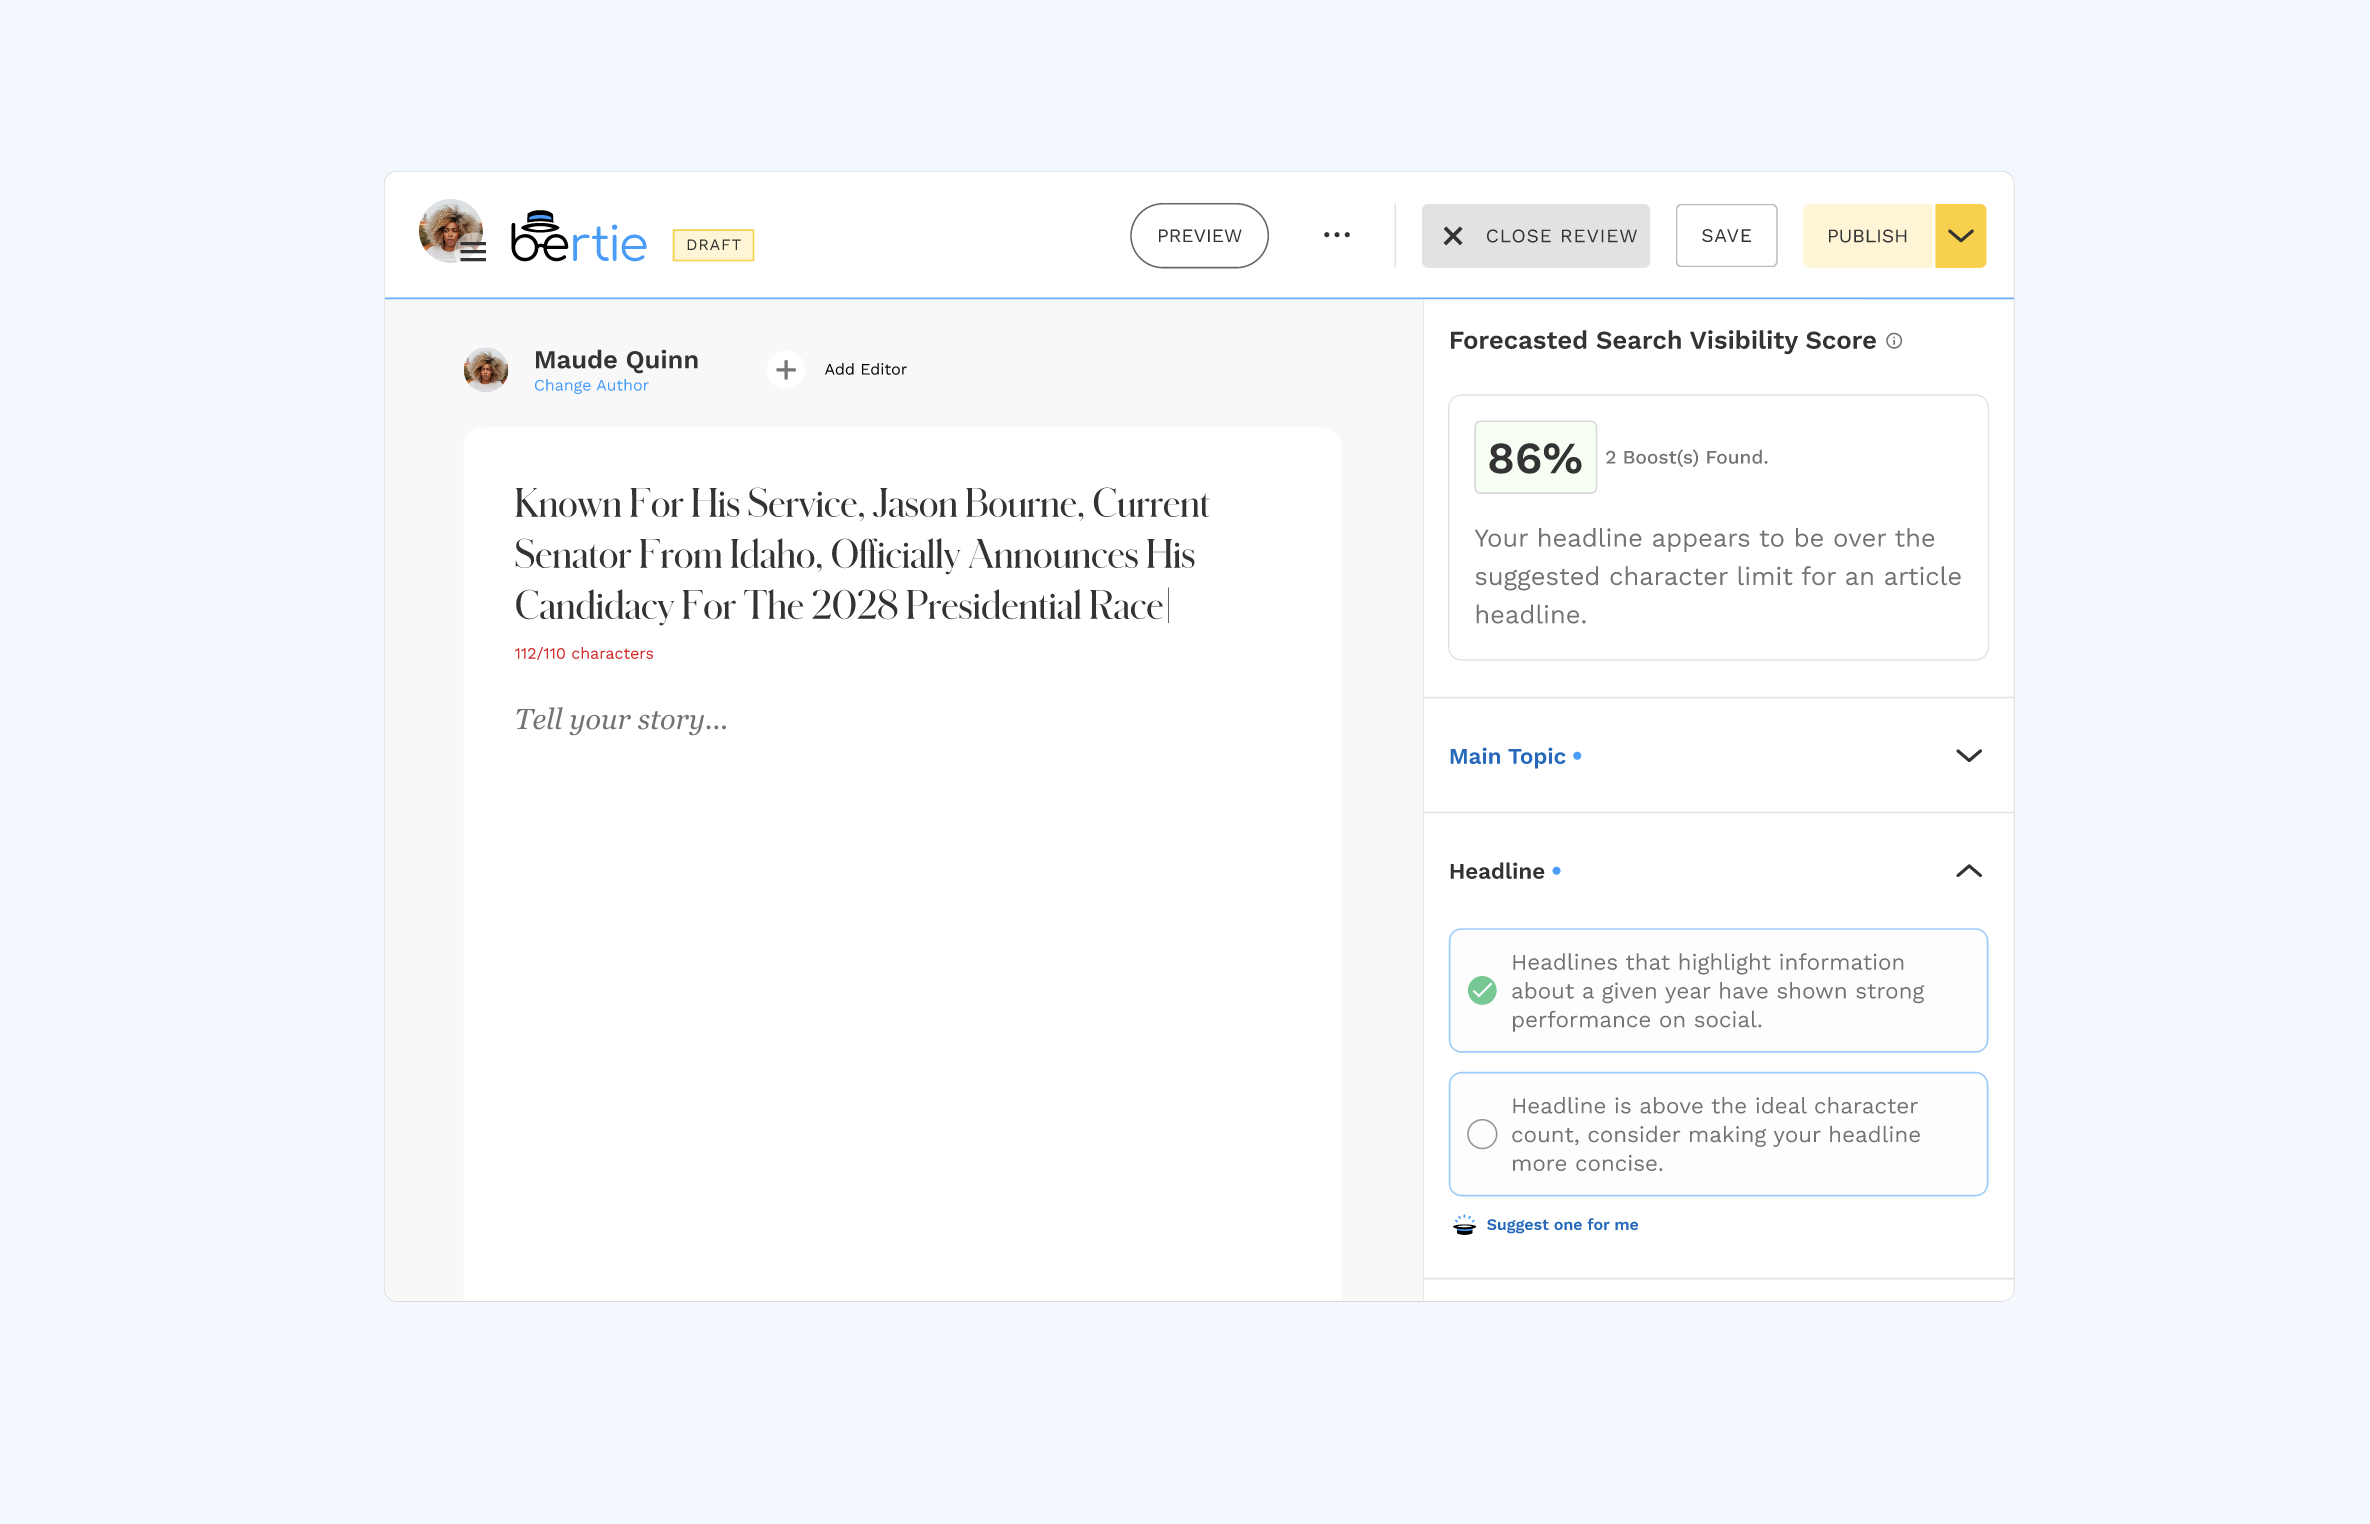 bertie
DRAFT
PREVIEW
CLOSE REVIEW
SAVE
PUBLISH
Maude Quinn
Change Author
Add Editor
Known For His Service, Jason Bourne, Current
Senator From Idaho, Officially Announces His
Candidacy For The 2028 Presidential Race
112/110 characters
Tell your story...
Forecasted Search Visibility Score
86%
2 Boost(s) Found.
Your headline appears to be over the
suggested character limit for an article
headline.
Main Topic
Headline
Headlines that highlight information
about a given year have shown strong
performance on social.
Headline is above the ideal character
count, consider making your headline
more concise.
Suggest one for me